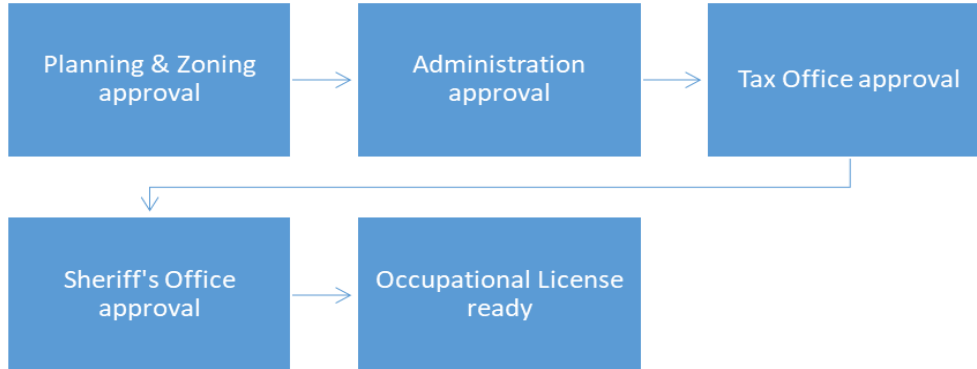 Planning & Zoning
approval
Administration
approval
Tax Office approval
Sheriff's Office
approval
Occupational License
ready